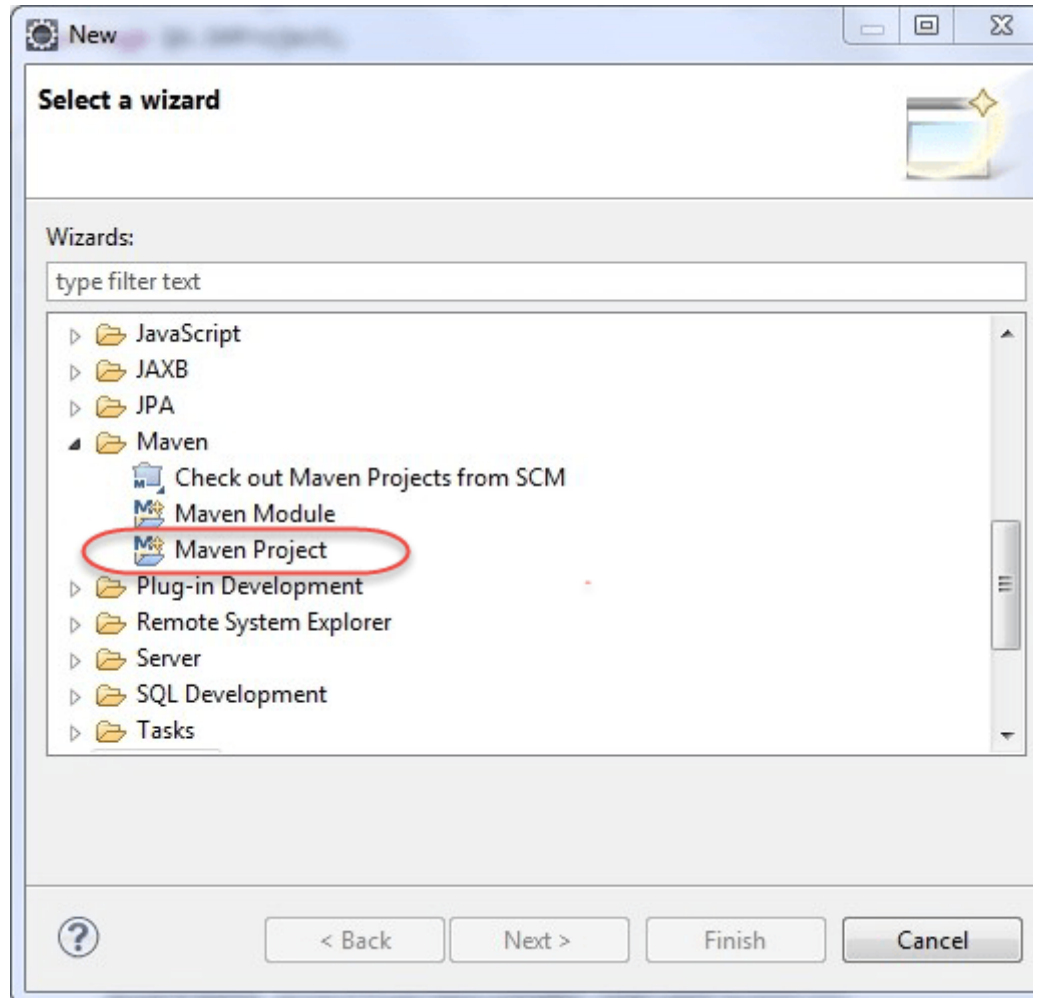 New
Select a wizard
Wizards:
type filter text
JavaScript
JAXB
JPA
Maven
Check out Maven Projects from SCM
Maven Module
Maven Project
Plug-in Development
Remote System Explorer
Server
SQL Development
Tasks
?
< Back
Next >
Finish
Cancel